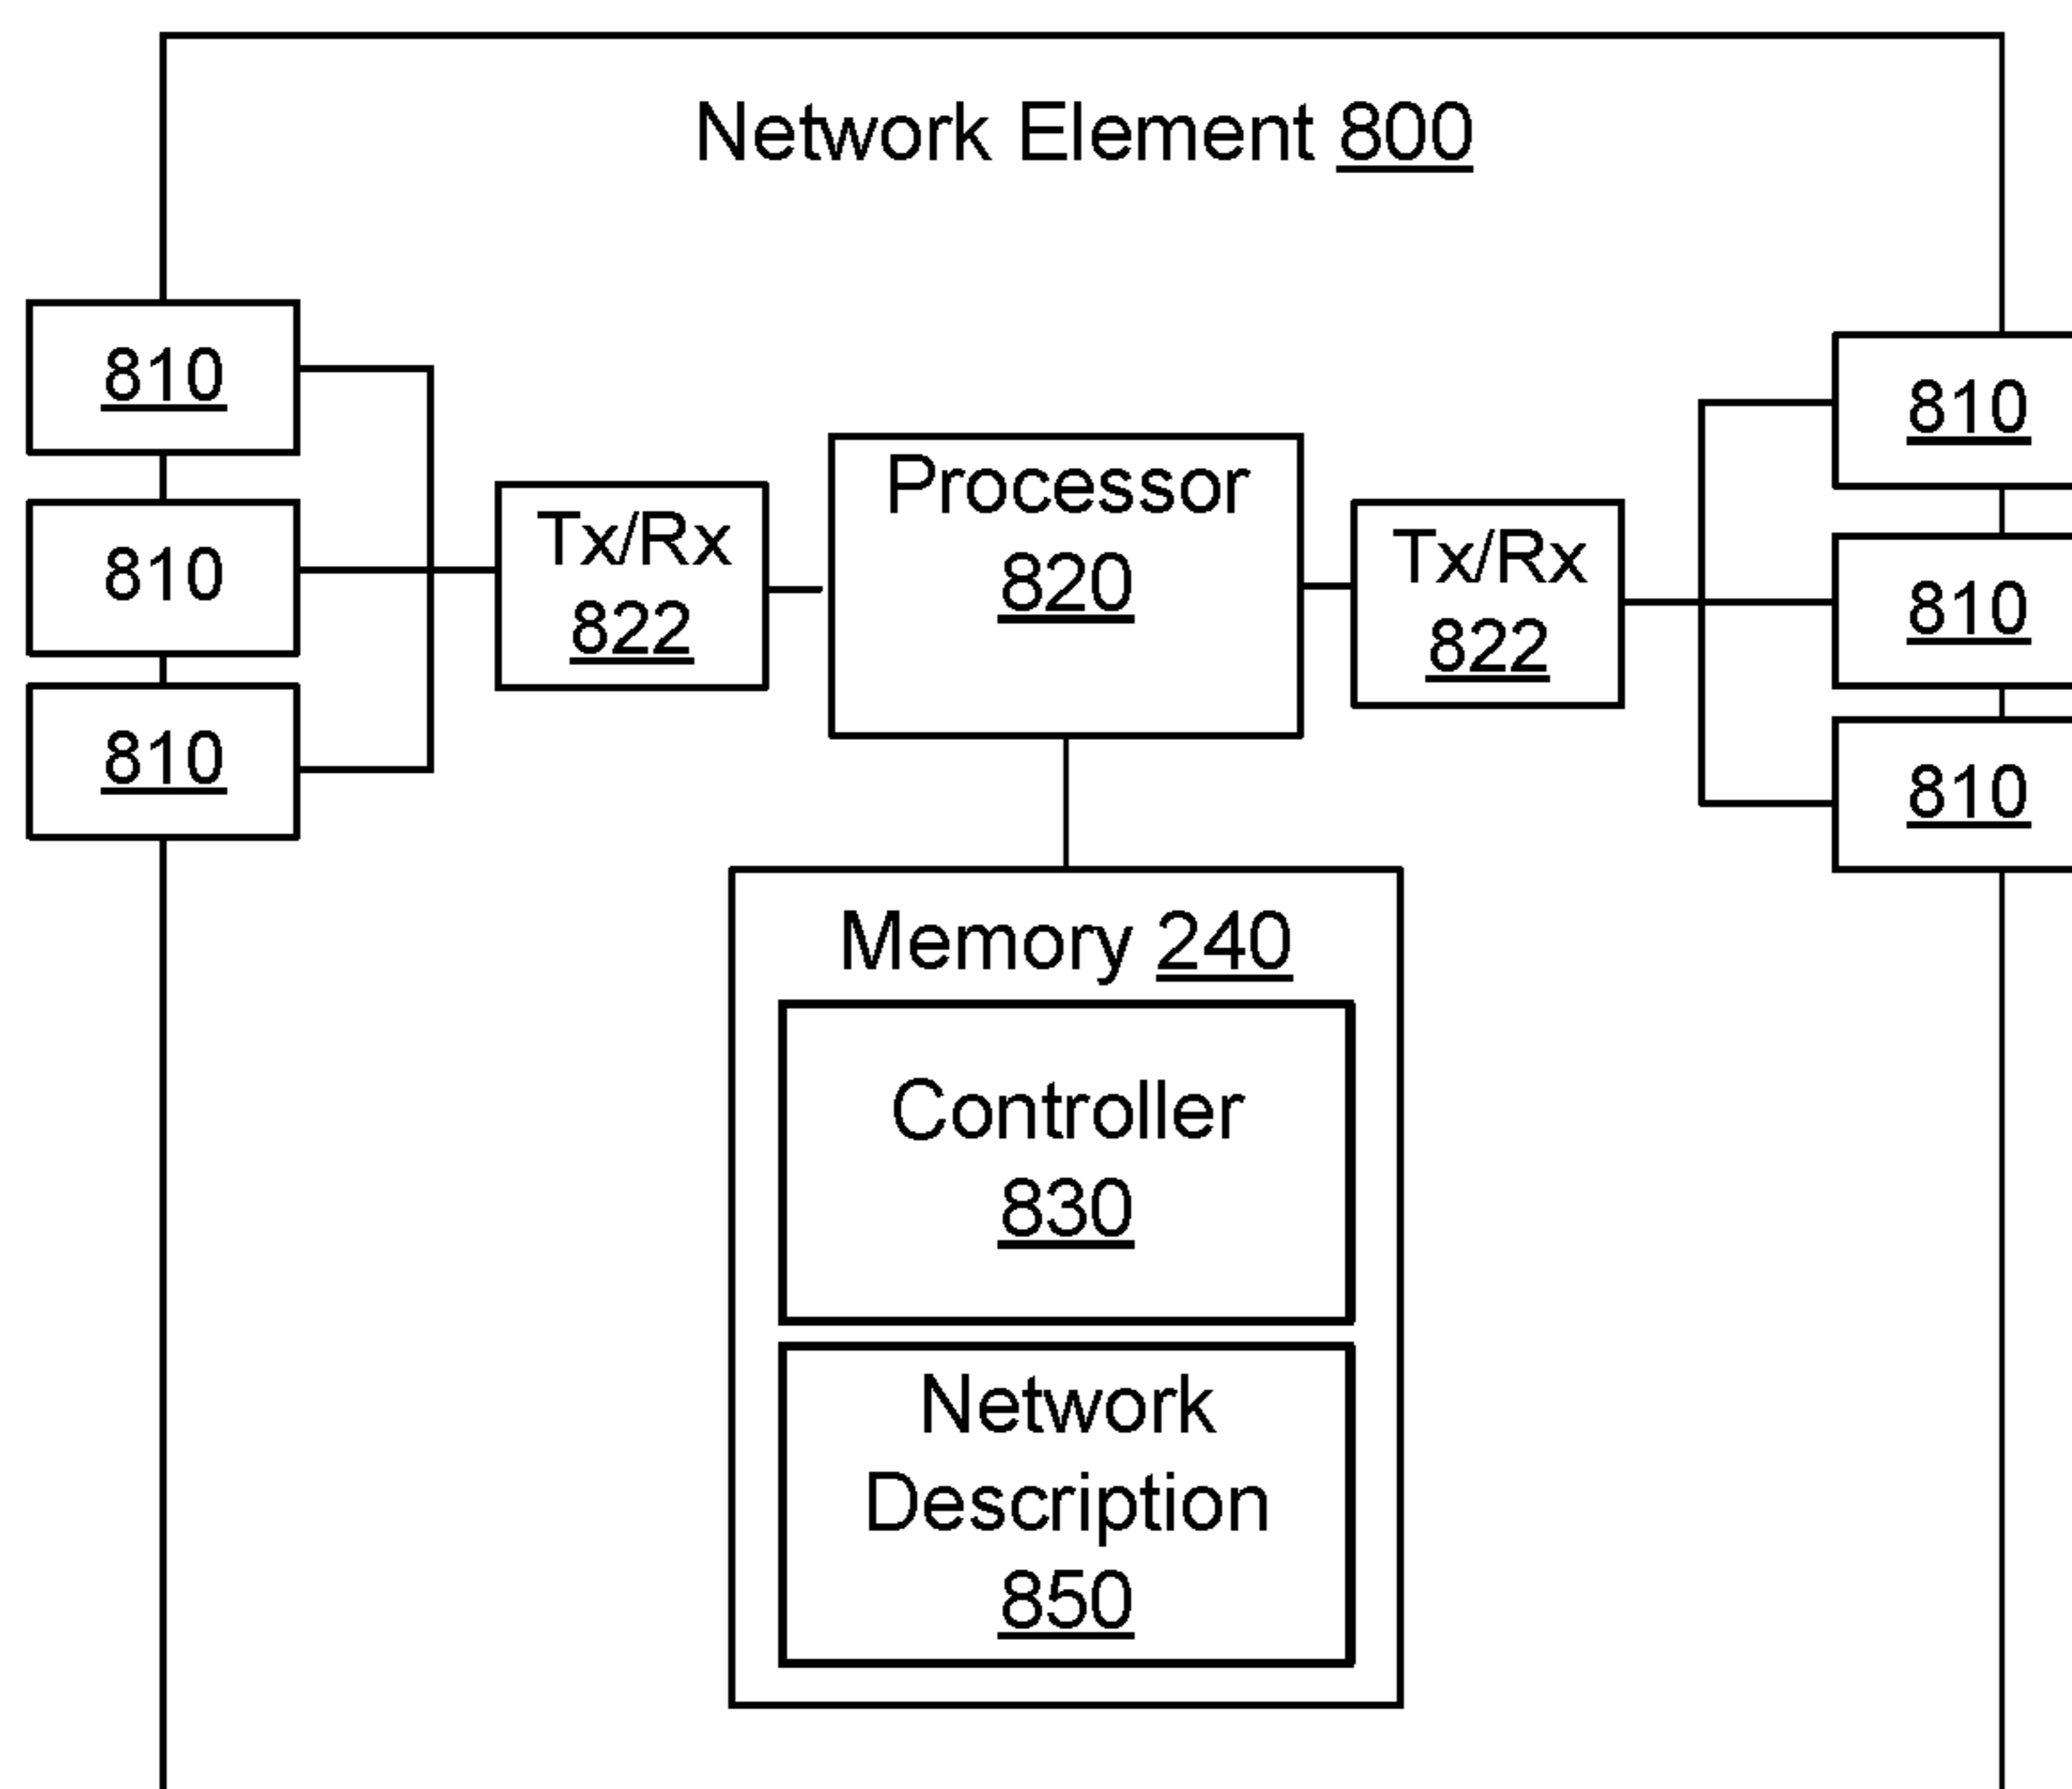 Network Element 800
810
810
810
Tx/Rx
822
Processor
820
Tx/Rx
822
810
810
810
Memory 240
Controller
830
Network
Description
850